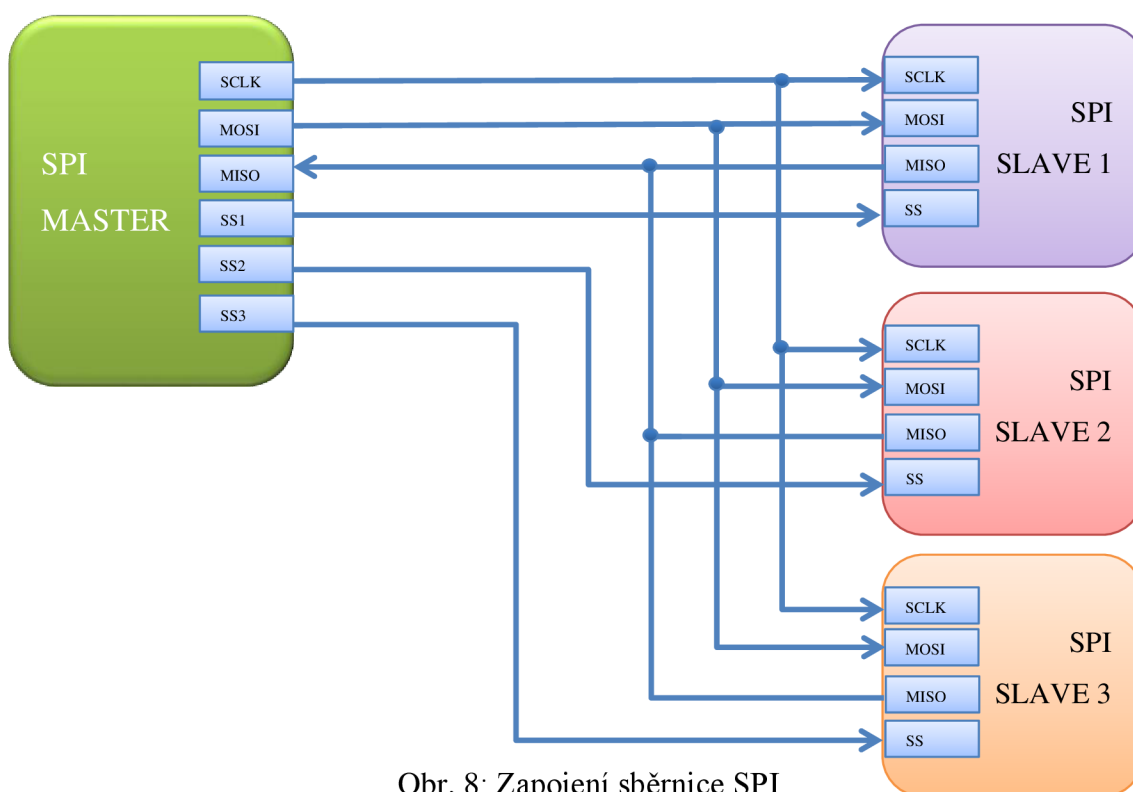 SPI
MASTER
SCLK
MOSI
MISO
SS1
SS2
SS3
SCLK
MOSI
MISO
SS
SPI
SLAVE 1
SCLK
MOSI
MISO
SS
SPI
SLAVE 2
SCLK
MOSI
MISO
SS
SPI
SLAVE 3
Obr. 8: Zapojení sběrnice SPI